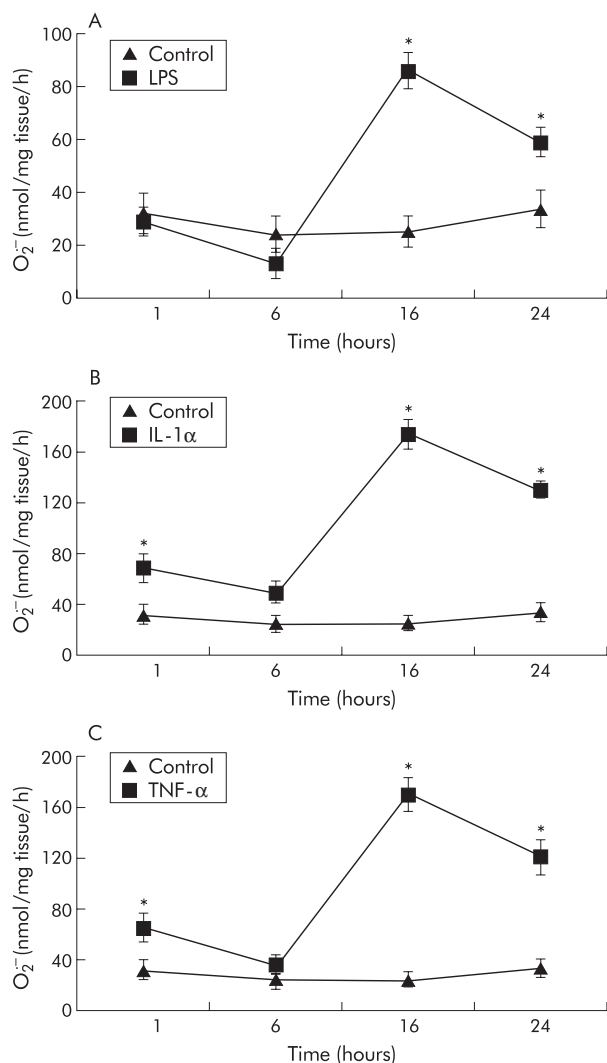 A
Control
LPS
O₂·⁻ (nmol/mg tissue/h)
100
80
60
40
20
0
*
*
1
6
16
24
Time (hours)
B
Control
IL-1α
O₂·⁻ (nmol/mg tissue/h)
200
160
120
80
40
0
*
*
*
1
6
16
24
Time (hours)
C
Control
TNF-α
O₂·⁻ (nmol/mg tissue/h)
200
160
120
80
40
0
*
*
*
1
6
16
24
Time (hours)